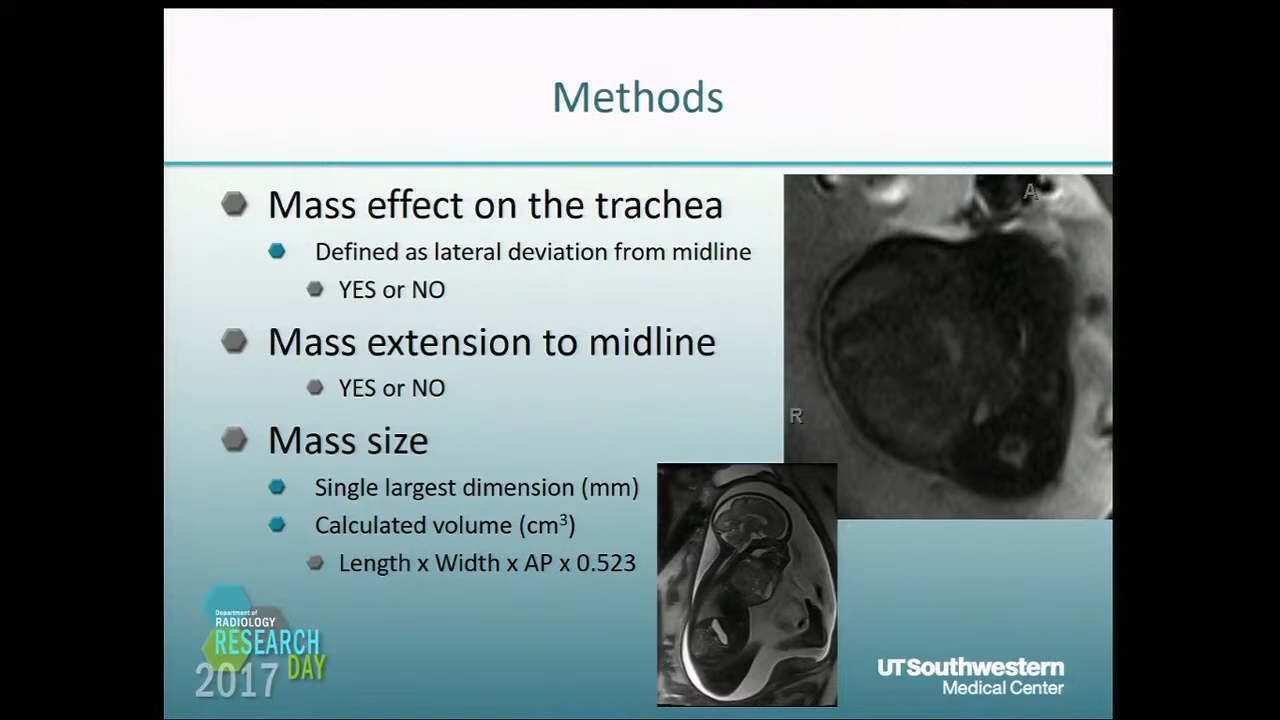 Methods
Mass effect on the trachea
Defined as lateral deviation from midline
YES or NO
Mass extension to midline
YES or NO
Mass size
Single largest dimension (mm)
Calculated volume (cm³)
Length x Width x AP x 0.523
A
R
Department of
RADIOLOGY
RESEARCH
DAY
2017
UTSouthwestern
Medical Center